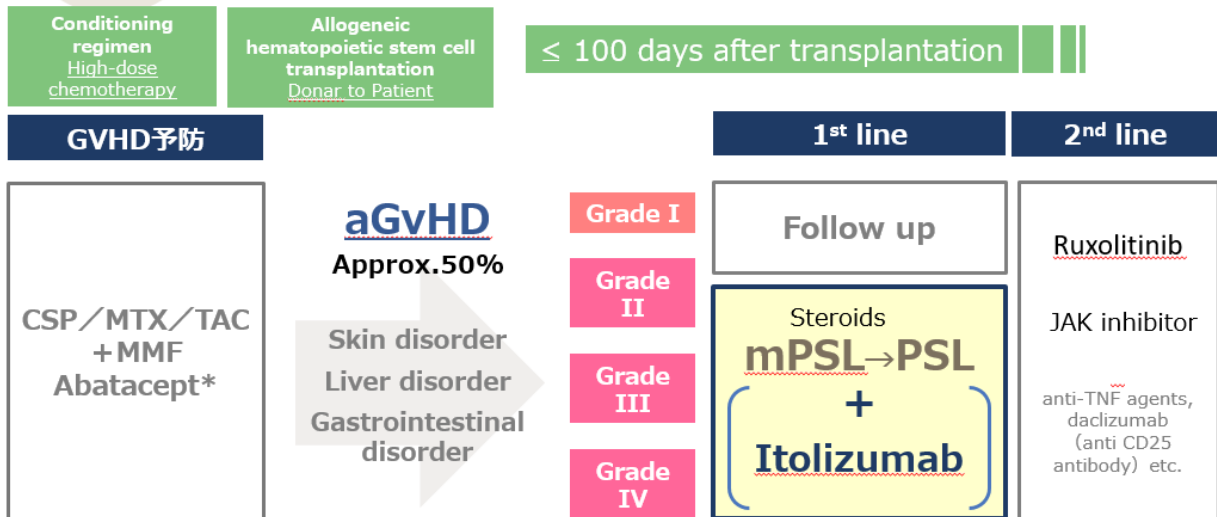 Conditioning
regimen
High-dose
chemotherapy
Allogeneic
hematopoietic stem cell
transplantation
Donar to Patient
≤ 100 days after transplantation
GVHD予防
1st line
2nd line
CSP／MTX／TAC
+MMF
Abatacept*
aGvHD
Approx.50%
Skin disorder
Liver disorder
Gastrointestinal
disorder
Grade I
Grade
II
Grade
III
Grade
IV
Follow up
Steroids
mPSL→PSL
+
Itolizumab
Ruxolitinib
JAK inhibitor
anti-TNF agents,
daclizumab
（anti CD25
antibody）etc.